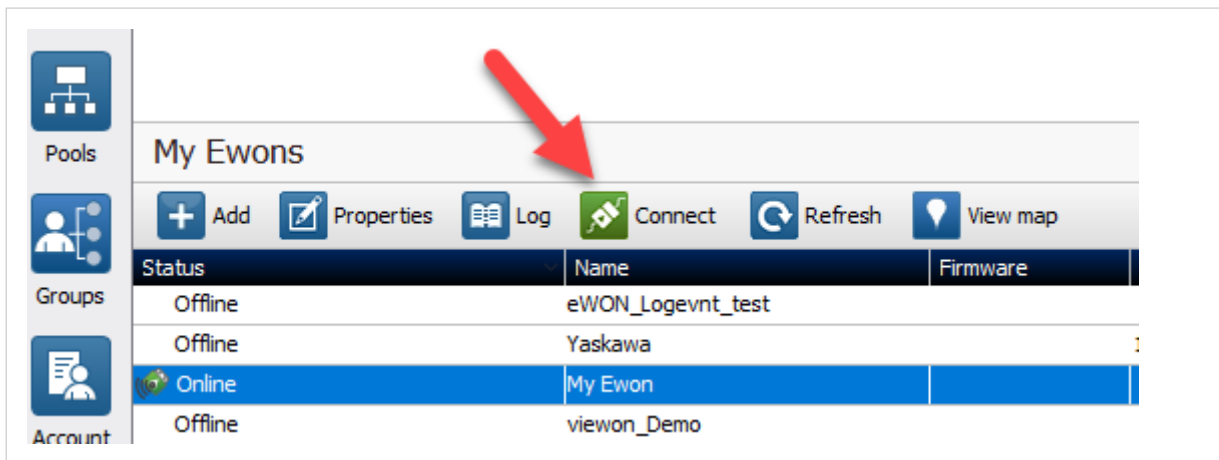 Pools
My Ewons
Add Properties Log Connect Refresh View map
Groups
Status Name Firmware
Offline eWON_Logevnt_test
Offline Yaskawa
Online My Ewon
Offline viewon_Demo
Account